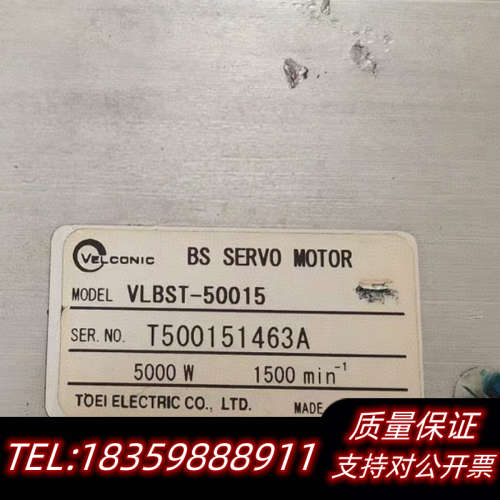 VELCONIC BS SERVO MOTOR
MODEL VLBST-50015
SER. NO. T500151463A
5000 W 1500 min⁻¹
TOEI ELECTRIC CO., LTD. MADE
质量保证
TEL:18359888911 支持对公开票